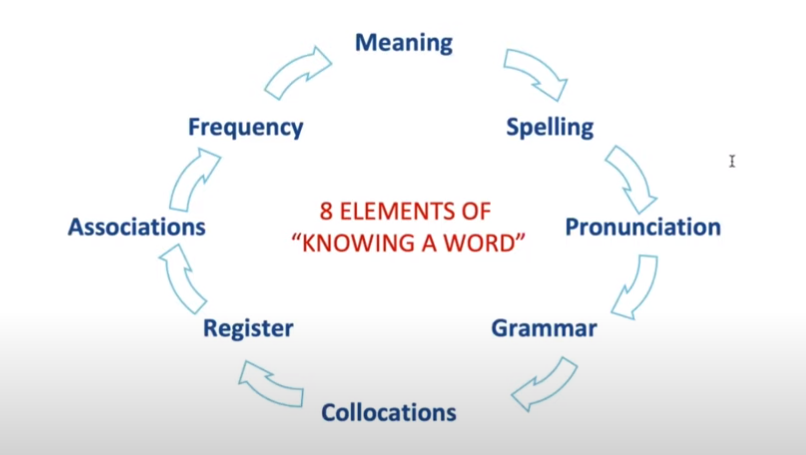 Meaning
Spelling
Pronunciation
Grammar
Collocations
Register
Associations
Frequency
8 ELEMENTS OF
“KNOWING A WORD”